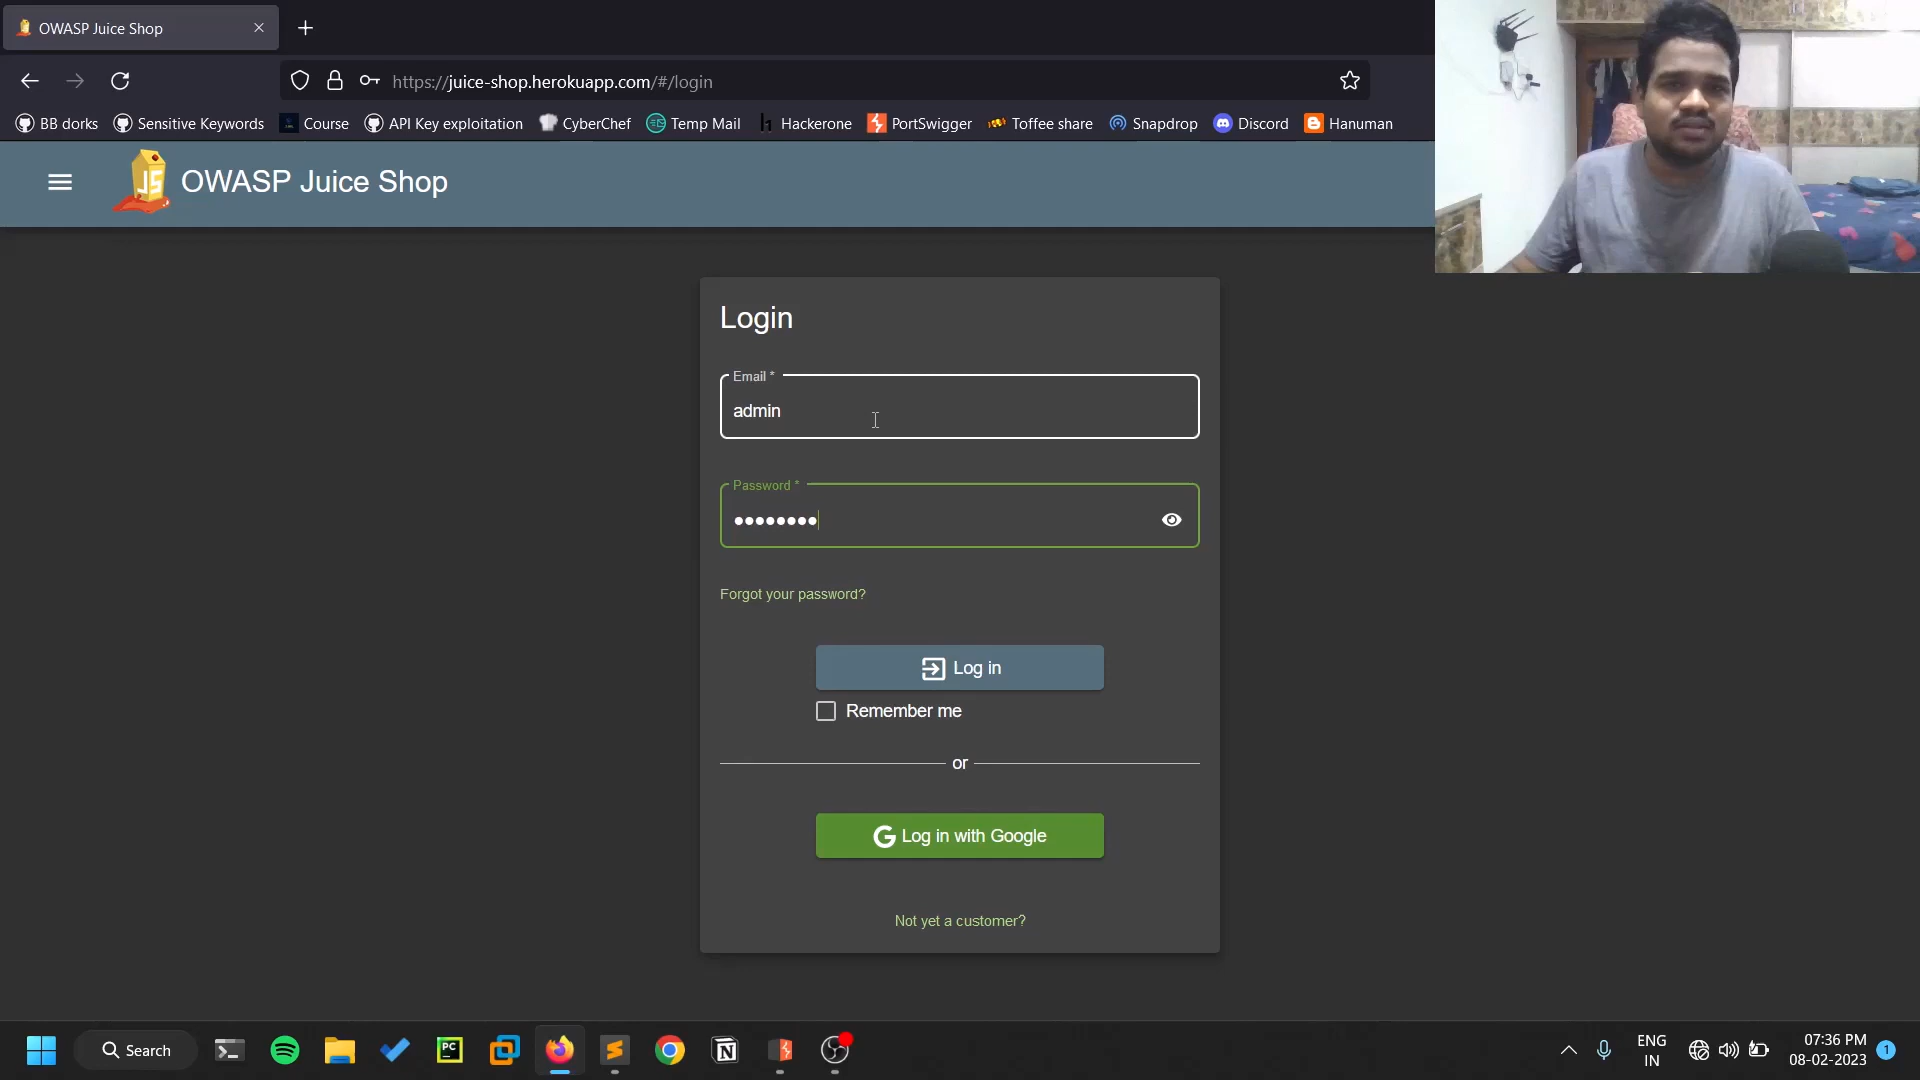 OWASP Juice Shop
https://juice-shop.herokuapp.com/#/login
BB dorks Sensitive Keywords Course API Key exploitation CyberChef Temp Mail Hackerone PortSwigger Toffee share Snapdrop Discord Hanuman
JS OWASP Juice Shop
Login
Email *
admin
Password *
••••••••
Forgot your password?
Log in
Remember me
or
G Log in with Google
Not yet a customer?
Search
PC
ENG
IN
07:36 PM
08-02-2023
1